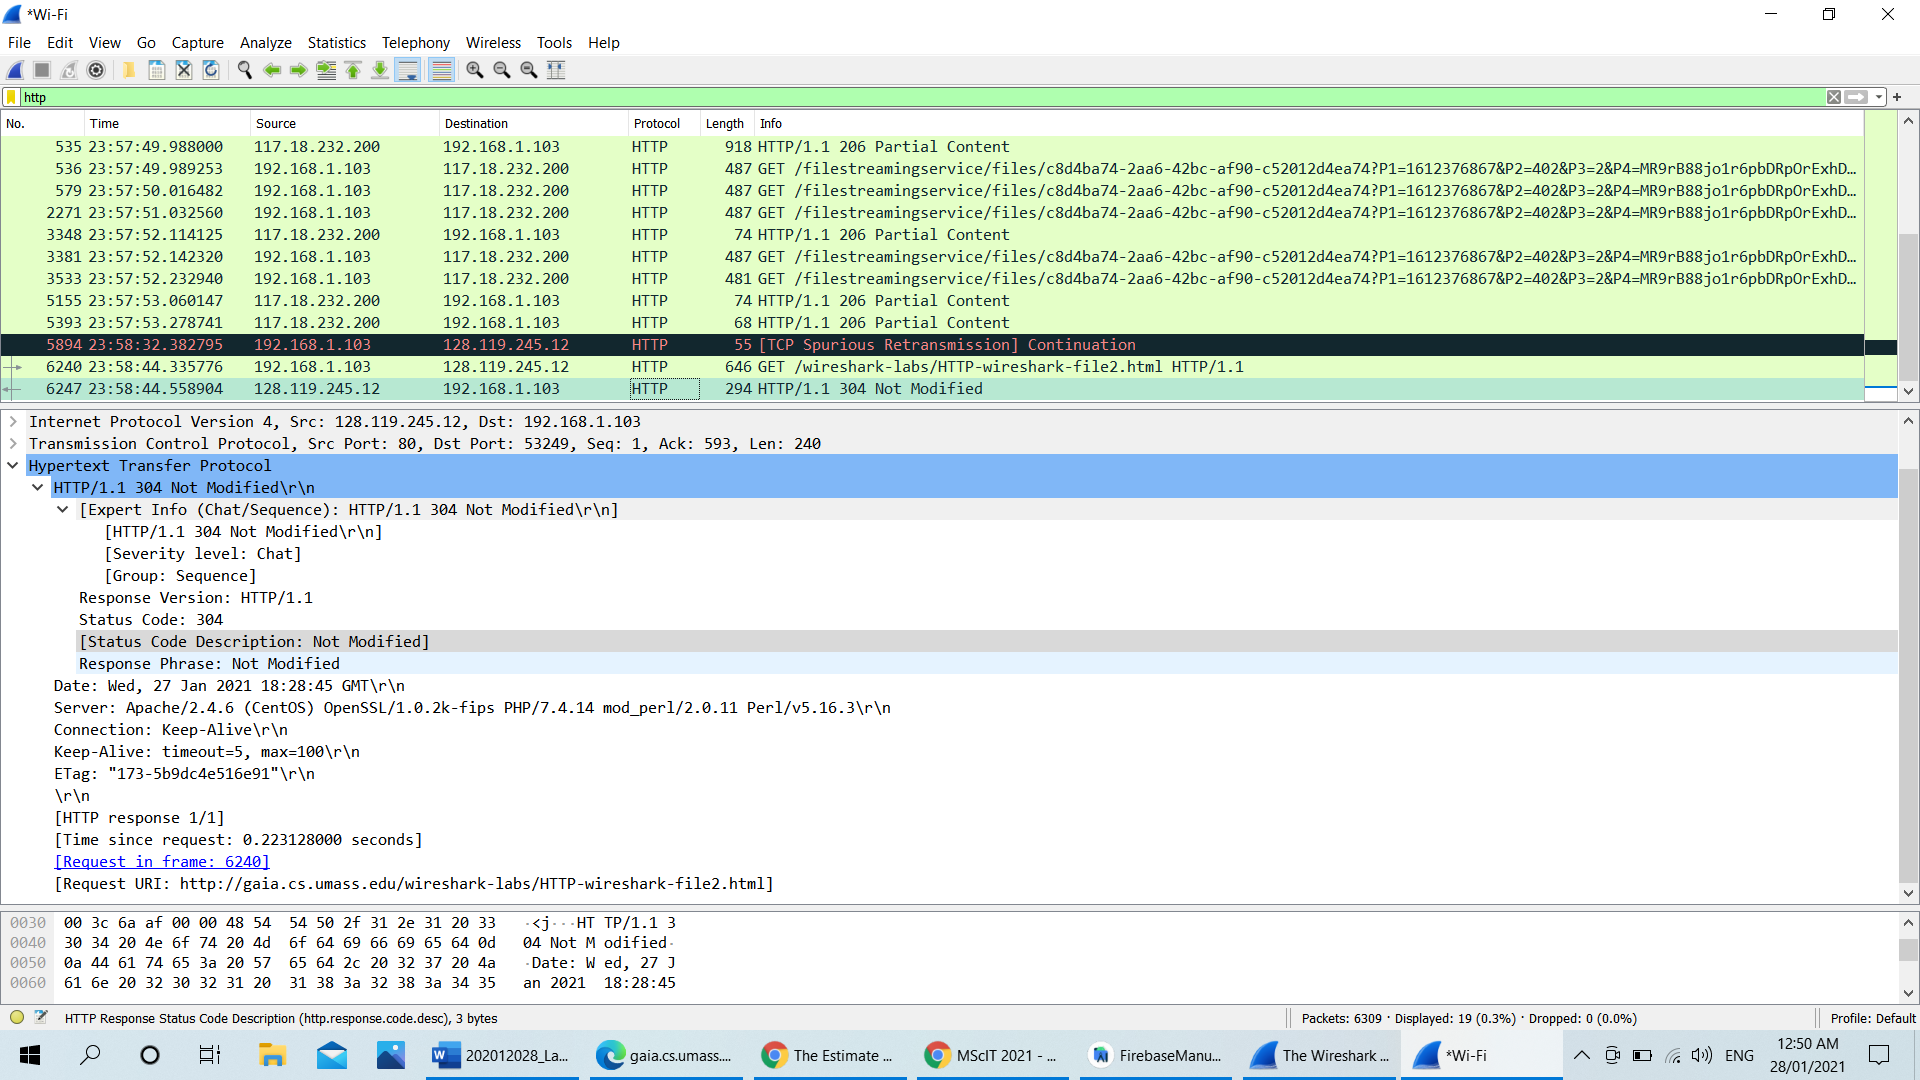 *Wi-Fi
File Edit View Go Capture Analyze Statistics Telephony Wireless Tools Help
http
No. Time Source Destination Protocol Length Info
535 23:57:49.988000 117.18.232.200 192.168.1.103 HTTP 918 HTTP/1.1 206 Partial Content
536 23:57:49.989253 192.168.1.103 117.18.232.200 HTTP 487 GET /filestreamingservice/files/c8d4ba74-2aa6-42bc-af90-c52012d4ea74?P1=1612376867&P2=402&P3=2&P4=MR9rB88jo1r6pbDRpOrExhD…
579 23:57:50.016482 192.168.1.103 117.18.232.200 HTTP 487 GET /filestreamingservice/files/c8d4ba74-2aa6-42bc-af90-c52012d4ea74?P1=1612376867&P2=402&P3=2&P4=MR9rB88jo1r6pbDRpOrExhD…
2271 23:57:51.032560 192.168.1.103 117.18.232.200 HTTP 487 GET /filestreamingservice/files/c8d4ba74-2aa6-42bc-af90-c52012d4ea74?P1=1612376867&P2=402&P3=2&P4=MR9rB88jo1r6pbDRpOrExhD…
3348 23:57:52.114125 117.18.232.200 192.168.1.103 HTTP 74 HTTP/1.1 206 Partial Content
3381 23:57:52.142320 192.168.1.103 117.18.232.200 HTTP 487 GET /filestreamingservice/files/c8d4ba74-2aa6-42bc-af90-c52012d4ea74?P1=1612376867&P2=402&P3=2&P4=MR9rB88jo1r6pbDRpOrExhD…
3533 23:57:52.232940 192.168.1.103 117.18.232.200 HTTP 481 GET /filestreamingservice/files/c8d4ba74-2aa6-42bc-af90-c52012d4ea74?P1=1612376867&P2=402&P3=2&P4=MR9rB88jo1r6pbDRpOrExhD…
5155 23:57:53.060147 117.18.232.200 192.168.1.103 HTTP 74 HTTP/1.1 206 Partial Content
5393 23:57:53.278741 117.18.232.200 192.168.1.103 HTTP 68 HTTP/1.1 206 Partial Content
5894 23:58:32.382795 192.168.1.103 128.119.245.12 HTTP 55 [TCP Spurious Retransmission] Continuation
6240 23:58:44.335776 192.168.1.103 128.119.245.12 HTTP 646 GET /wireshark-labs/HTTP-wireshark-file2.html HTTP/1.1
6247 23:58:44.558904 128.119.245.12 192.168.1.103 HTTP 294 HTTP/1.1 304 Not Modified
Internet Protocol Version 4, Src: 128.119.245.12, Dst: 192.168.1.103
Transmission Control Protocol, Src Port: 80, Dst Port: 53249, Seq: 1, Ack: 593, Len: 240
Hypertext Transfer Protocol
HTTP/1.1 304 Not Modified\r\n
[Expert Info (Chat/Sequence): HTTP/1.1 304 Not Modified\r\n]
[HTTP/1.1 304 Not Modified\r\n]
[Severity level: Chat]
[Group: Sequence]
Response Version: HTTP/1.1
Status Code: 304
[Status Code Description: Not Modified]
Response Phrase: Not Modified
Date: Wed, 27 Jan 2021 18:28:45 GMT\r\n
Server: Apache/2.4.6 (CentOS) OpenSSL/1.0.2k-fips PHP/7.4.14 mod_perl/2.0.11 Perl/v5.16.3\r\n
Connection: Keep-Alive\r\n
Keep-Alive: timeout=5, max=100\r\n
ETag: "173-5b9dc4e516e91"\r\n
\r\n
[HTTP response 1/1]
[Time since request: 0.223128000 seconds]
[Request in frame: 6240]
[Request URI: http://gaia.cs.umass.edu/wireshark-labs/HTTP-wireshark-file2.html]
0030 00 3c 6a af 00 00 48 54 54 50 2f 31 2e 31 20 33 ·<j···HT TP/1.1 3
0040 30 34 20 4e 6f 74 20 4d 6f 64 69 66 69 65 64 0d 04 Not M odified·
0050 0a 44 61 74 65 3a 20 57 65 64 2c 20 32 37 20 4a ·Date: W ed, 27 J
0060 61 6e 20 32 30 32 31 20 31 38 3a 32 38 3a 34 35 an 2021 18:28:45
HTTP Response Status Code Description (http.response.code.desc), 3 bytes Packets: 6309 · Displayed: 19 (0.3%) · Dropped: 0 (0.0%) Profile: Default
202012028_La... gaia.cs.umass.... The Estimate ... MScIT 2021 - ... FirebaseManu... The Wireshark ... *Wi-Fi ENG 12:50 AM
28/01/2021